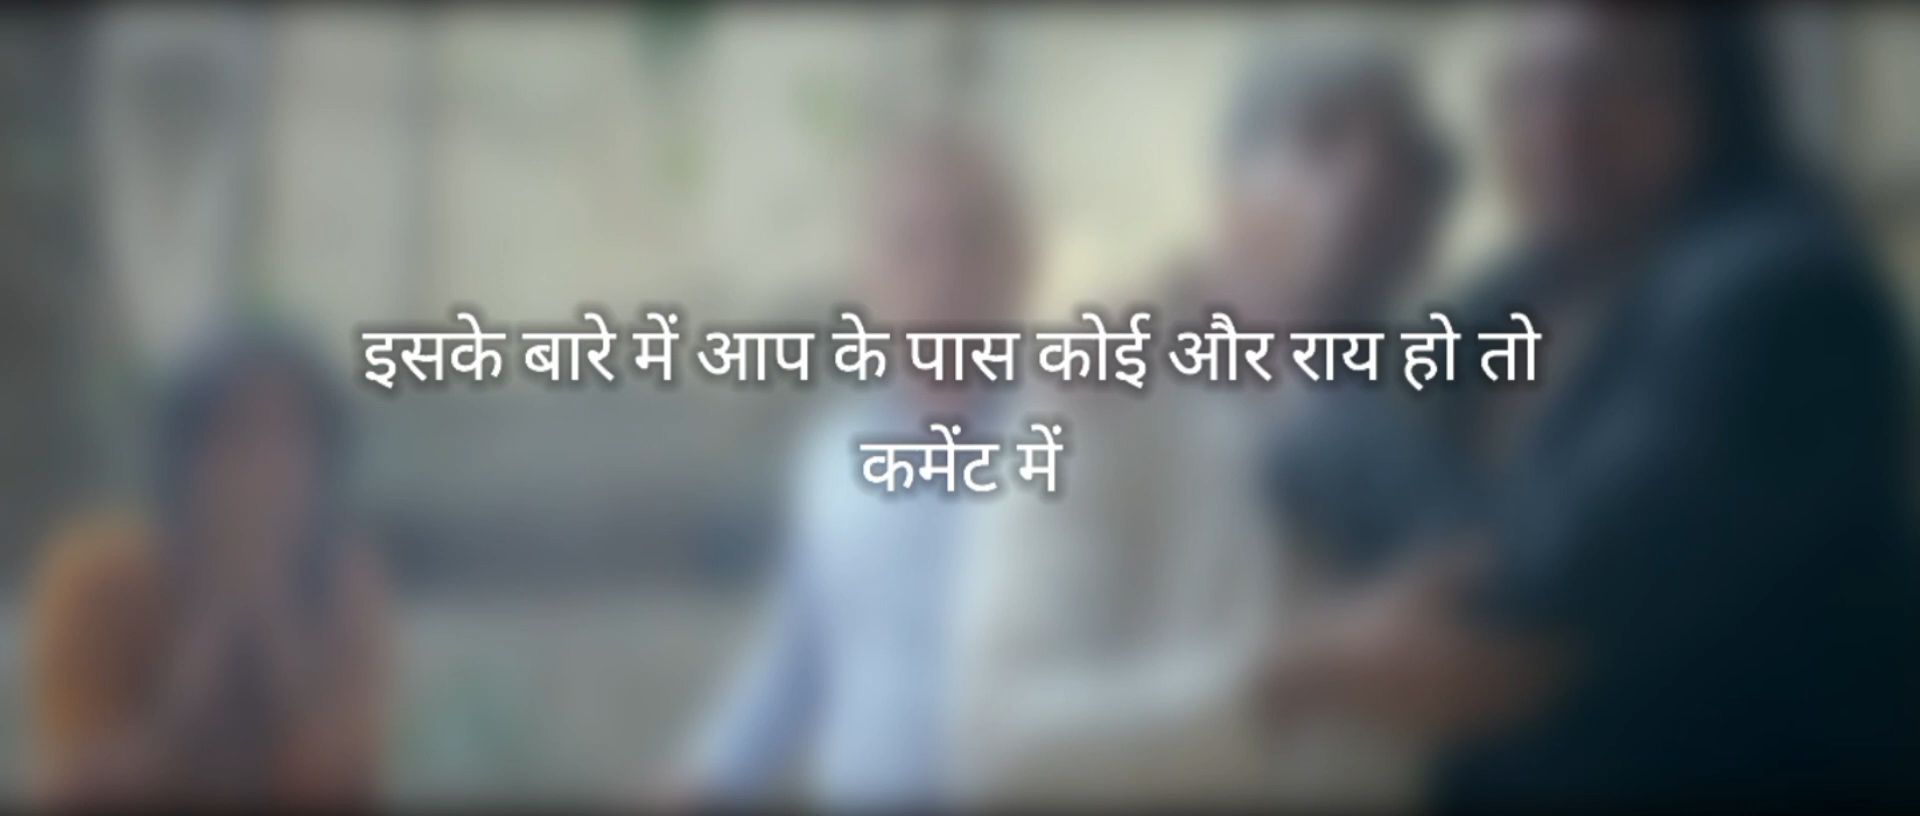 इसके बारे में आप के पास कोई और राय हो तो
कमेंट में